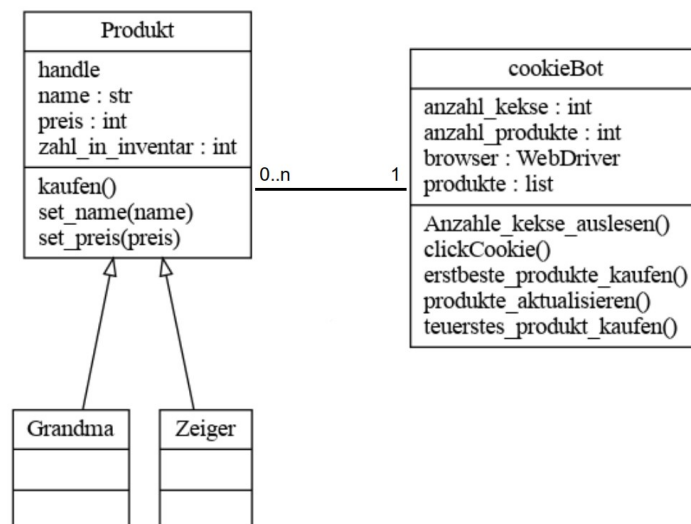 Produkt
handle
name : str
preis : int
zahl_in_inventar : int
kaufen()
set_name(name)
set_preis(preis)
0..n
1
cookieBot
anzahl_kekse : int
anzahl_produkte : int
browser : WebDriver
produkte : list
Anzahle_kekse_auslesen()
clickCookie()
erstbeste_produkte_kaufen()
produkte_aktualisieren()
teuerstes_produkt_kaufen()
Grandma
Zeiger